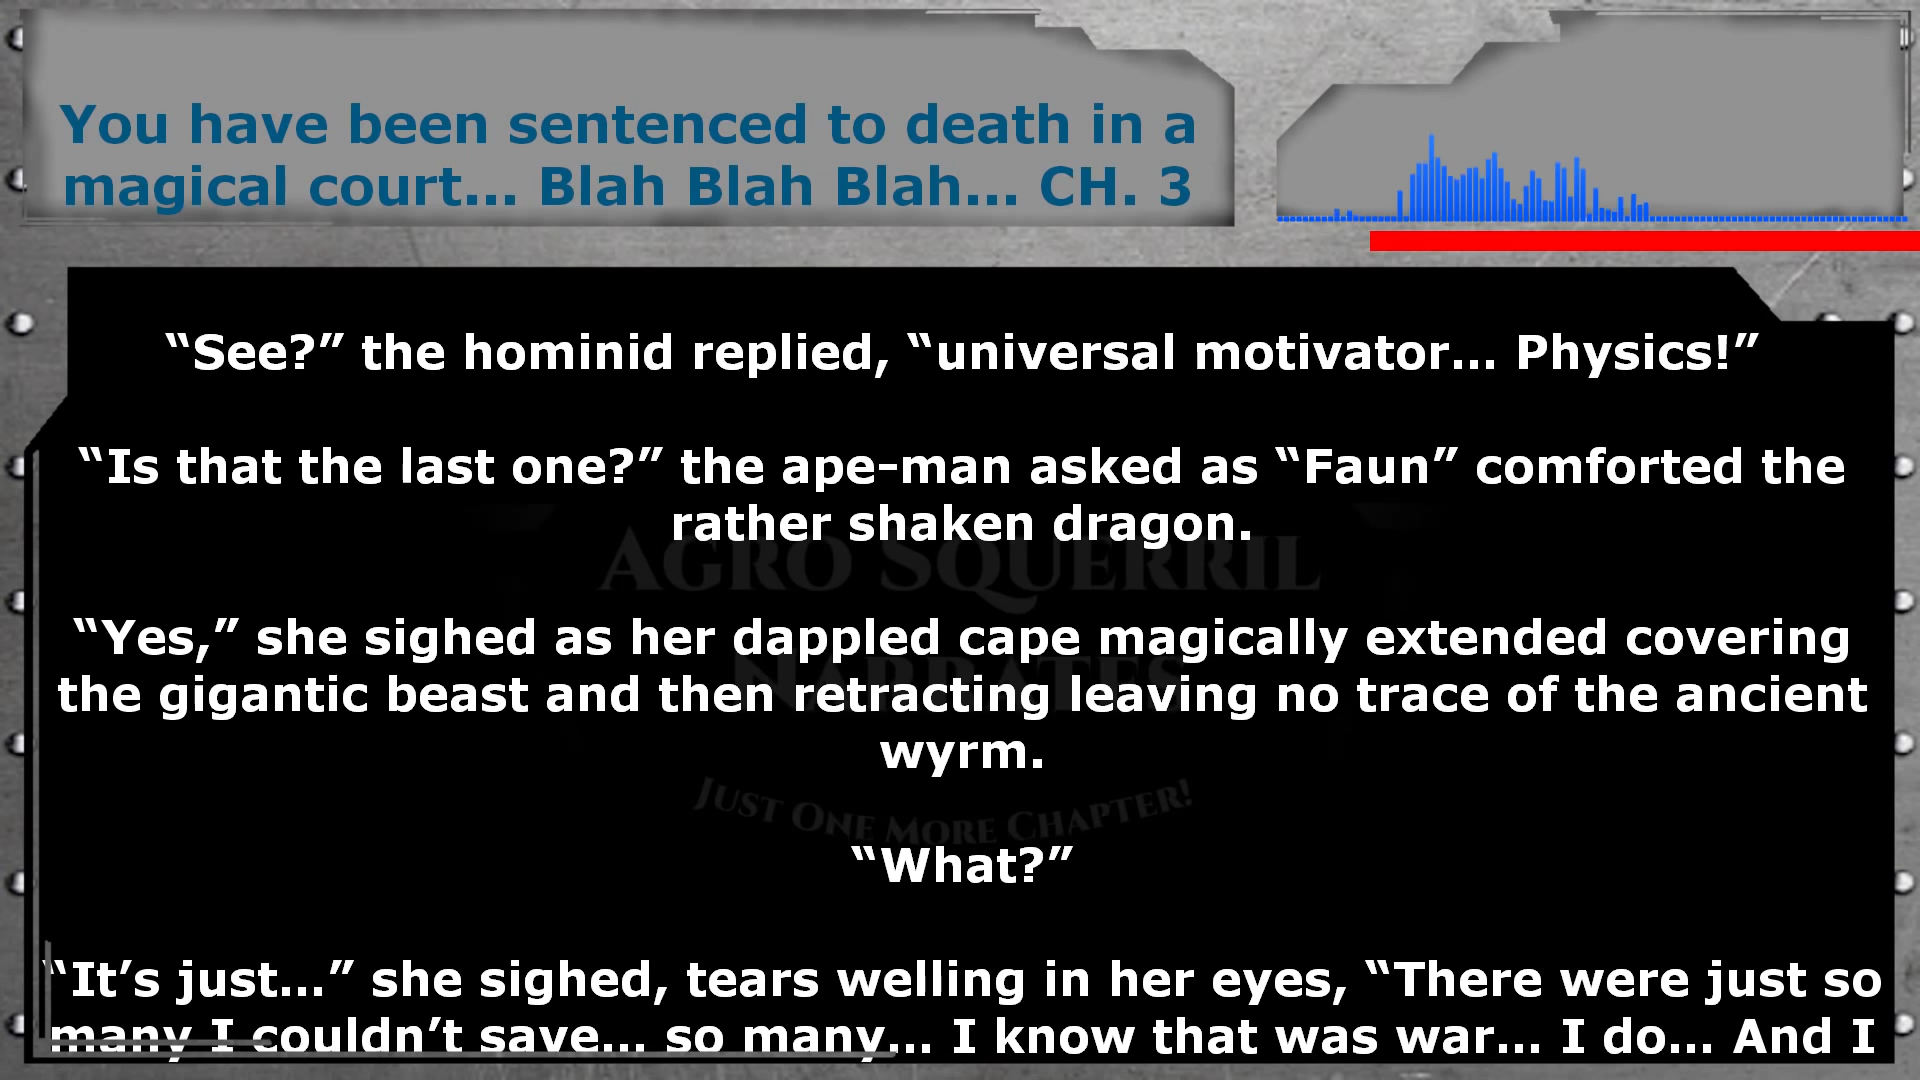 You have been sentenced to death in a
magical court... Blah Blah Blah... CH. 3
“See?” the hominid replied, “universal motivator... Physics!”
“Is that the last one?” the ape-man asked as “Faun” comforted the
rather shaken dragon.
AGRO SQUERRIL
“Yes,” she sighed as her dappled cape magically extended covering
NARRATES
the gigantic beast and then retracting leaving no trace of the ancient
wyrm.
JUST ONE MORE CHAPTER!
“What?”
“It’s just...” she sighed, tears welling in her eyes, “There were just so
many I couldn’t save... so many... I know that was war... I do... And I